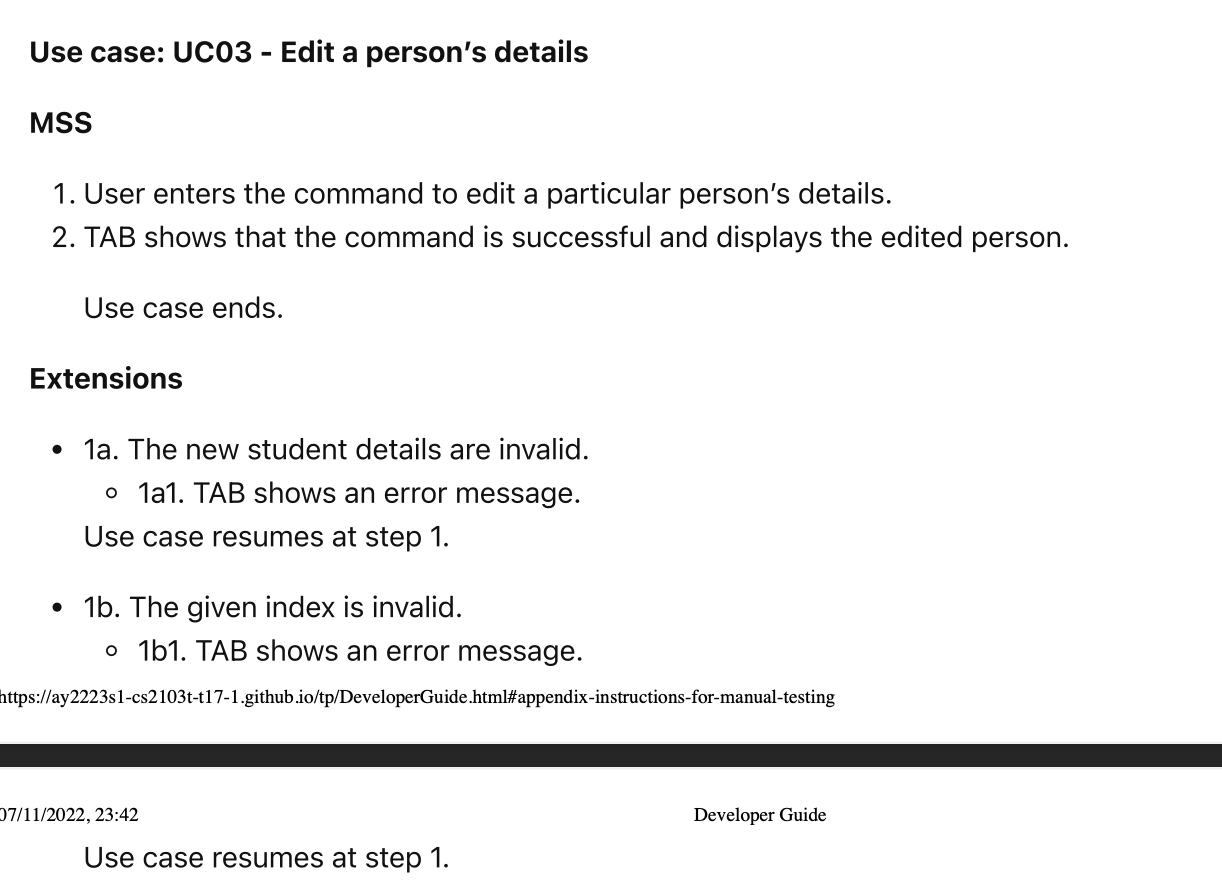 Use case: UC03 - Edit a person’s details
MSS
1. User enters the command to edit a particular person’s details.
2. TAB shows that the command is successful and displays the edited person.
Use case ends.
Extensions
• 1a. The new student details are invalid.
◦ 1a1. TAB shows an error message.
Use case resumes at step 1.
• 1b. The given index is invalid.
◦ 1b1. TAB shows an error message.
https://ay2223s1-cs2103t-t17-1.github.io/tp/DeveloperGuide.html#appendix-instructions-for-manual-testing
07/11/2022, 23:42 Developer Guide
Use case resumes at step 1.